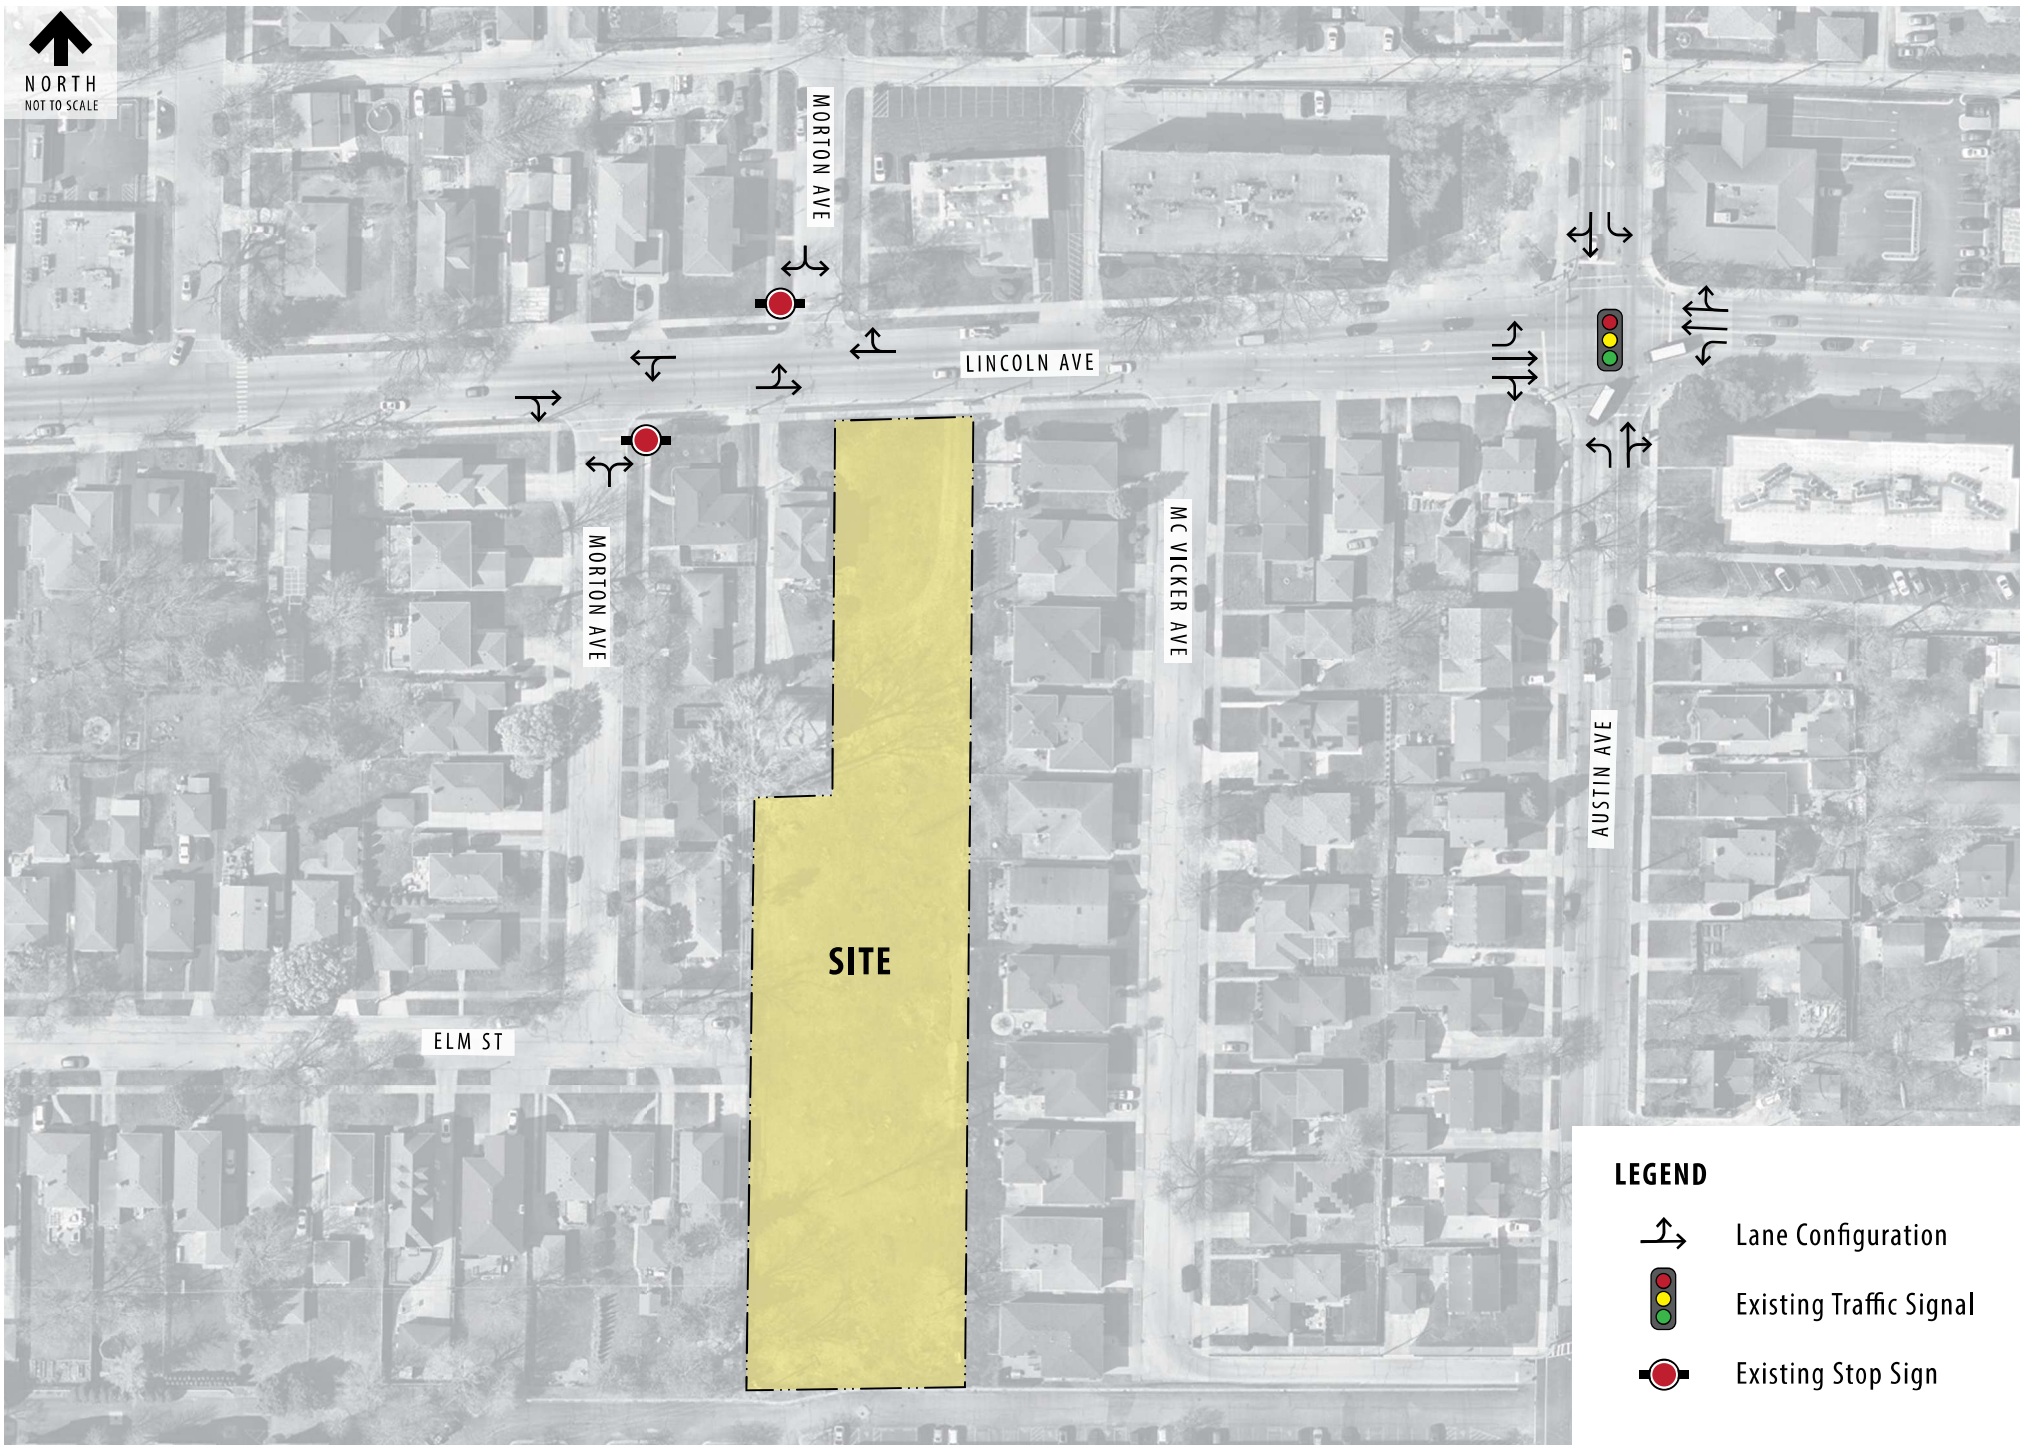 NORTH
NOT TO SCALE
MORTON AVE
LINCOLN AVE
MORTON AVE
MC VICKER AVE
AUSTIN AVE
SITE
ELM ST
LEGEND
Lane Configuration
Existing Traffic Signal
Existing Stop Sign